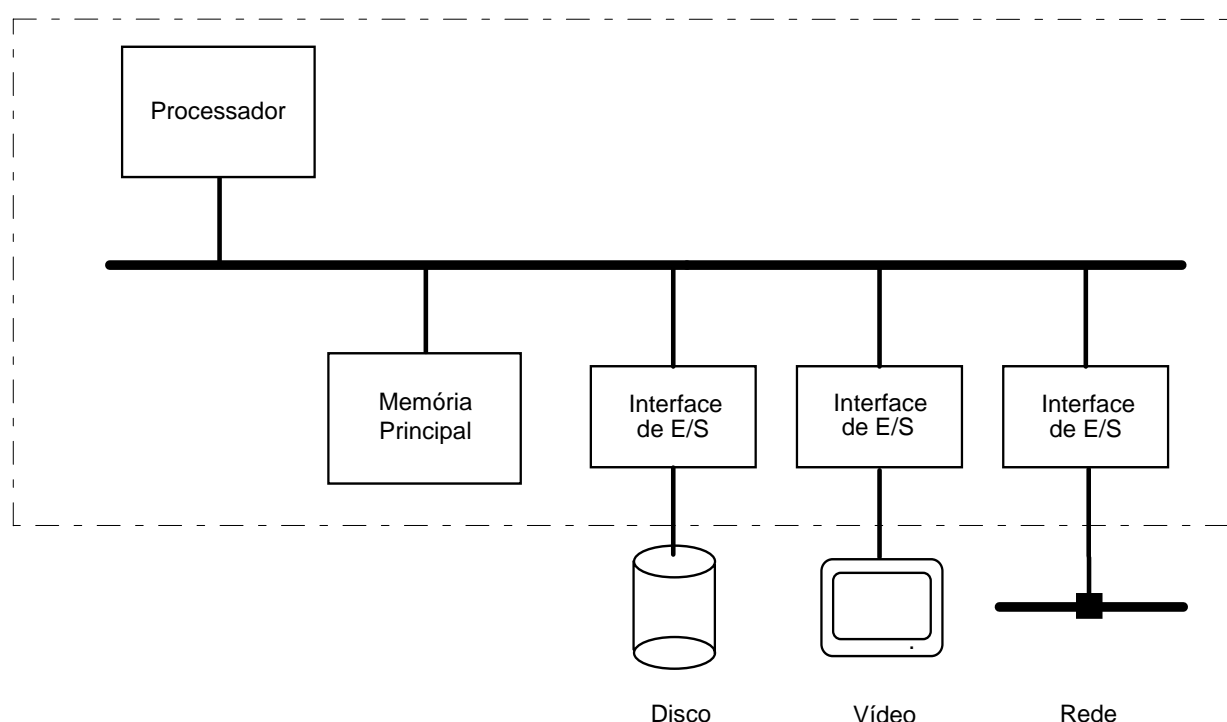 Processador
Memória
Principal
Interface
de E/S
Interface
de E/S
Interface
de E/S
Disco
Vídeo
Rede